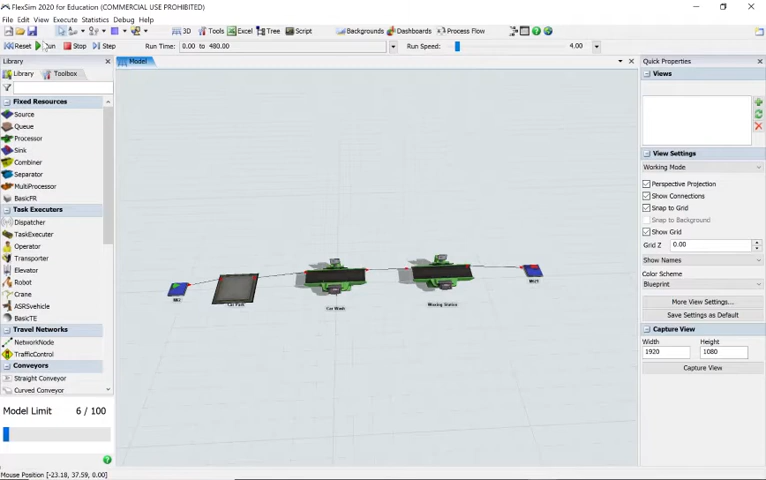 FlexSim 2020 for Education (COMMERCIAL USE PROHIBITED)
File Edit View Execute Statistics Debug Help
3D Tools Excel Tree Script Backgrounds Dashboards Process Flow
Reset Run Stop Step Run Time: 0.00 to 480.00 Run Speed: 4.00
Library
Library Toolbox
Fixed Resources
Source
Queue
Processor
Sink
Combiner
Separator
MultiProcessor
BasicFR
Task Executers
Dispatcher
TaskExecuter
Operator
Transporter
Elevator
Robot
Crane
ASRSvehicle
BasicTE
Travel Networks
NetworkNode
TrafficControl
Conveyors
Straight Conveyor
Curved Conveyor
Model Limit 6 / 100
Mouse Position [-23.18, 37.59, 0.00]
Model
Car Park
Car Wash
Waxing Station
Quick Properties
Views
View Settings
Working Mode
Perspective Projection
Show Connections
Snap to Grid
Snap to Background
Show Grid
Grid Z 0.00
Show Names
Color Scheme
Blueprint
More View Settings...
Save Settings as Default
Capture View
Width Height
1920 1080
Capture View